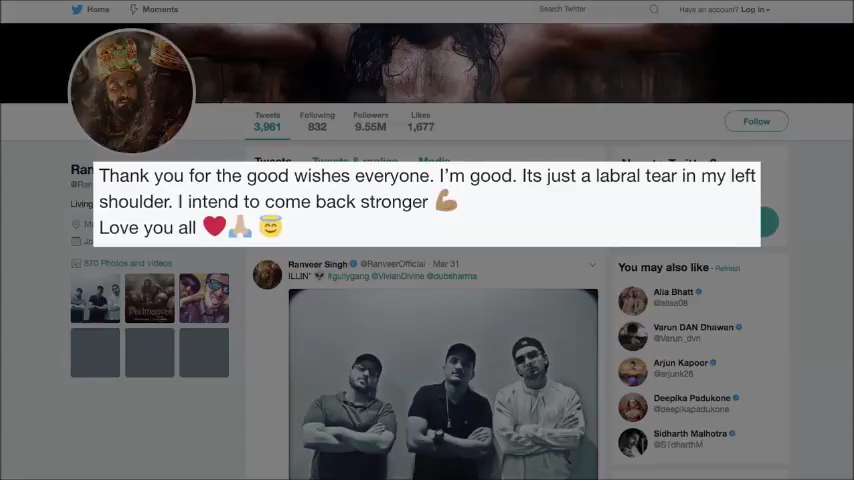 Home
Moments
Search Twitter
Have an account? Log in
Tweets
Following
Followers
Likes
3,961
832
9.55M
1,677
Follow
Tweets Tweets & replies Media
Thank you for the good wishes everyone. I'm good. Its just a labral tear in my left
shoulder. I intend to come back stronger 💪🏽
Love you all ❤️🙏🏼😇
870 Photos and videos
Ranveer Singh @RanveerOfficial · Mar 31
ILLIN' 👽 #gullygang @VivianDivine @dubsharma
You may also like · Refresh
Alia Bhatt
@aliaa08
Varun DAN Dhawan
@Varun_dvn
Arjun Kapoor
@arjunk26
Deepika Padukone
@deepikapadukone
Sidharth Malhotra
@S1dharthM